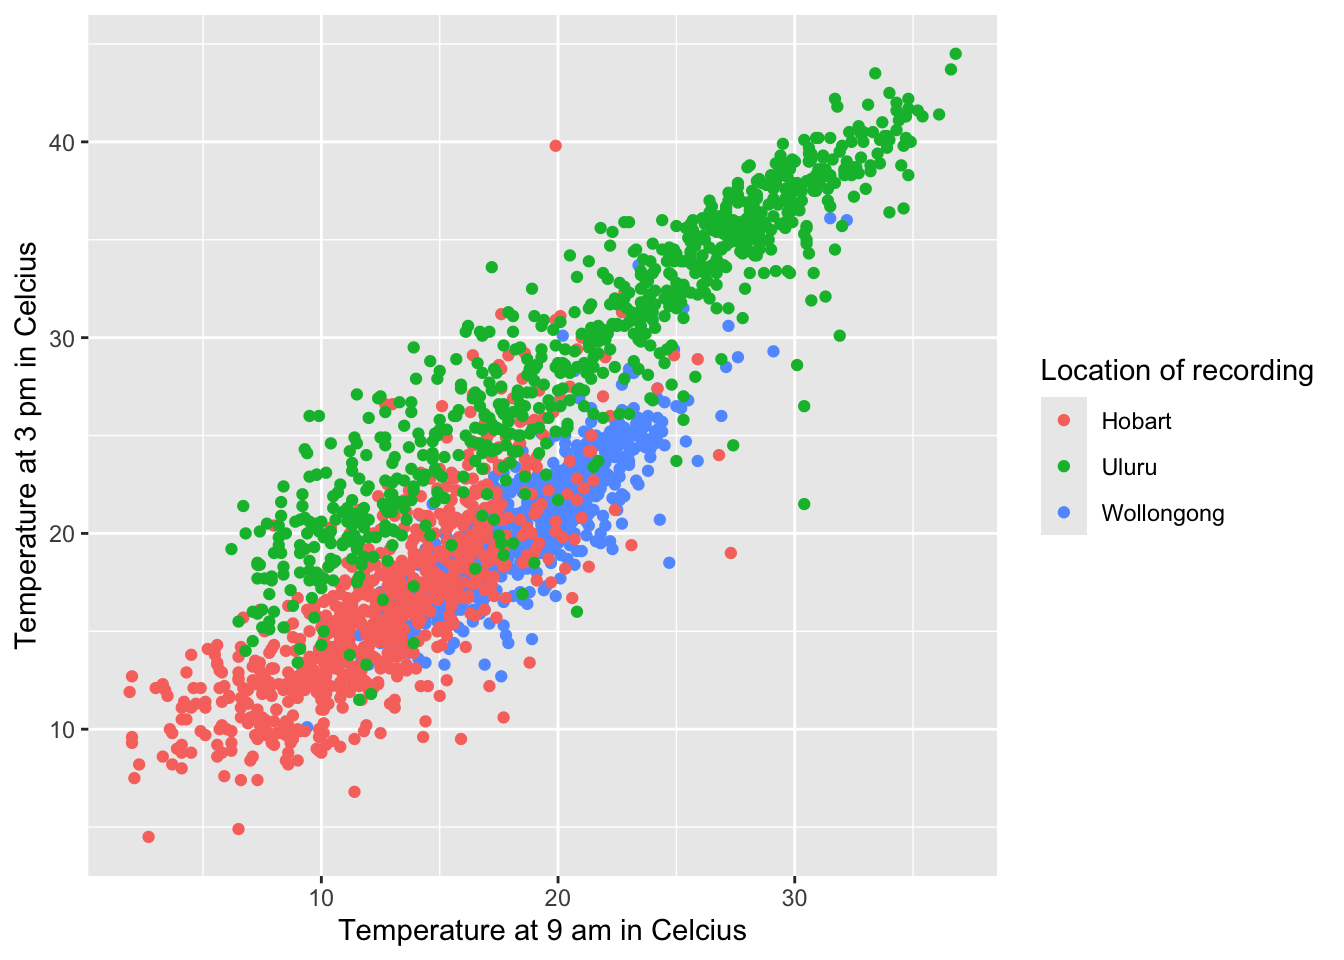 40
30
20
10
Temperature at 3 pm in Celcius
10 20 30
Temperature at 9 am in Celcius
Location of recording
Hobart
Uluru
Wollongong